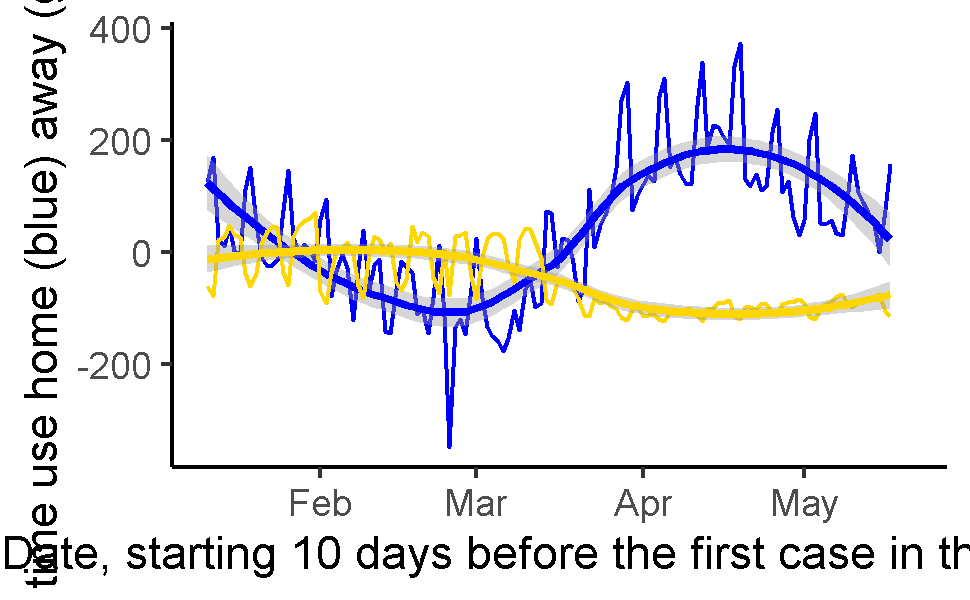 time use home (blue) away (
400
200
0
-200
Feb Mar Apr May
Date, starting 10 days before the first case in th